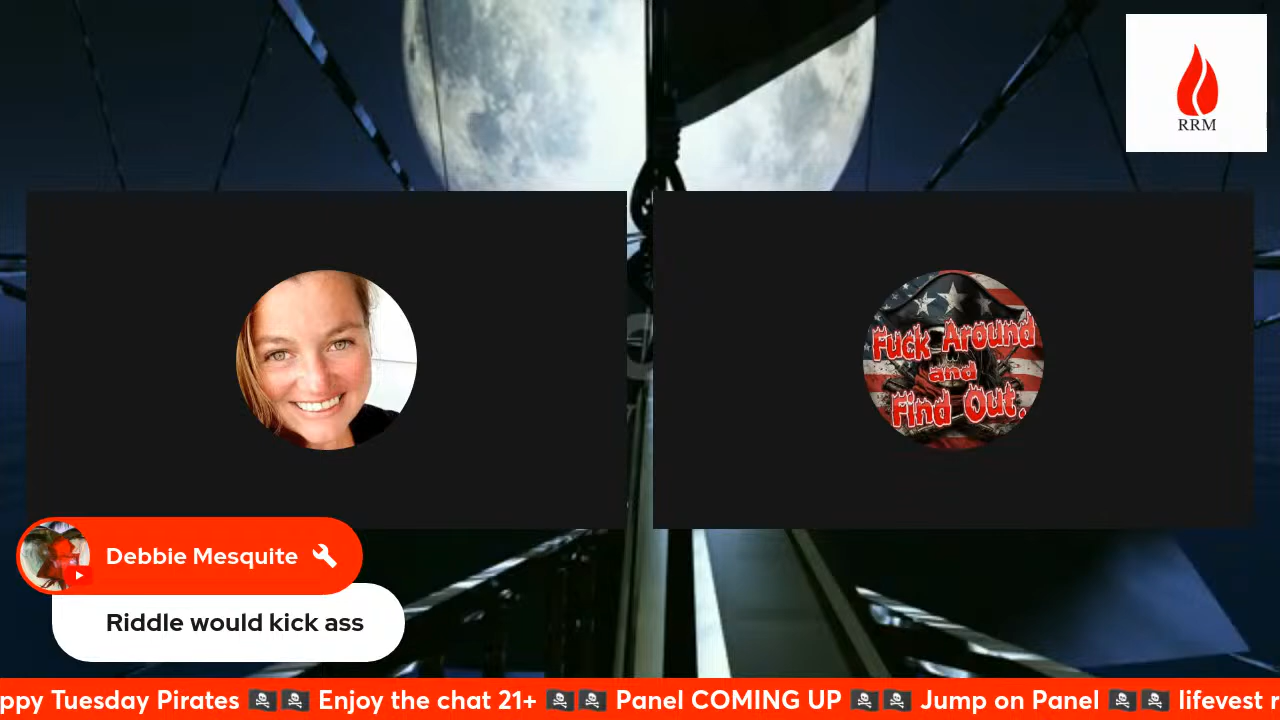 RRM
Fuck Around
and
Find Out.
Debbie Mesquite
Riddle would kick ass
ppy Tuesday Pirates 🏴‍☠️🏴‍☠️ Enjoy the chat 21+ 🏴‍☠️🏴‍☠️ Panel COMING UP 🏴‍☠️🏴‍☠️ Jump on Panel 🏴‍☠️🏴‍☠️ lifevest